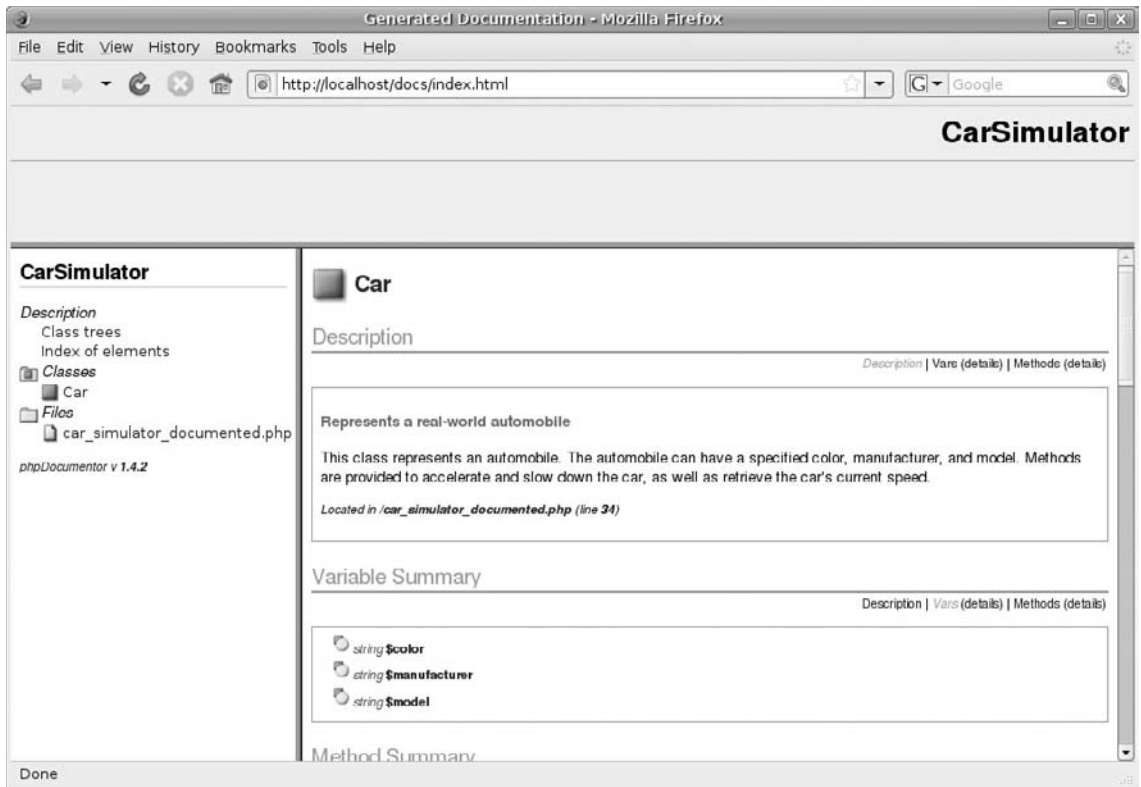 Generated Documentation - Mozilla Firefox
File Edit View History Bookmarks Tools Help
http://localhost/docs/index.html
G Google
CarSimulator
CarSimulator
Description
Class trees
Index of elements
Classes
Car
Files
car_simulator_documented.php
phpDocumentor v 1.4.2
Car
Description
Description | Vars (details) | Methods (details)
Represents a real-world automobile
This class represents an automobile. The automobile can have a specified color, manufacturer, and model. Methods
are provided to accelerate and slow down the car, as well as retrieve the car's current speed.
Located in /car_simulator_documented.php (line 34)
Variable Summary
Description | Vars (details) | Methods (details)
string $color
string $manufacturer
string $model
Method Summary
Done